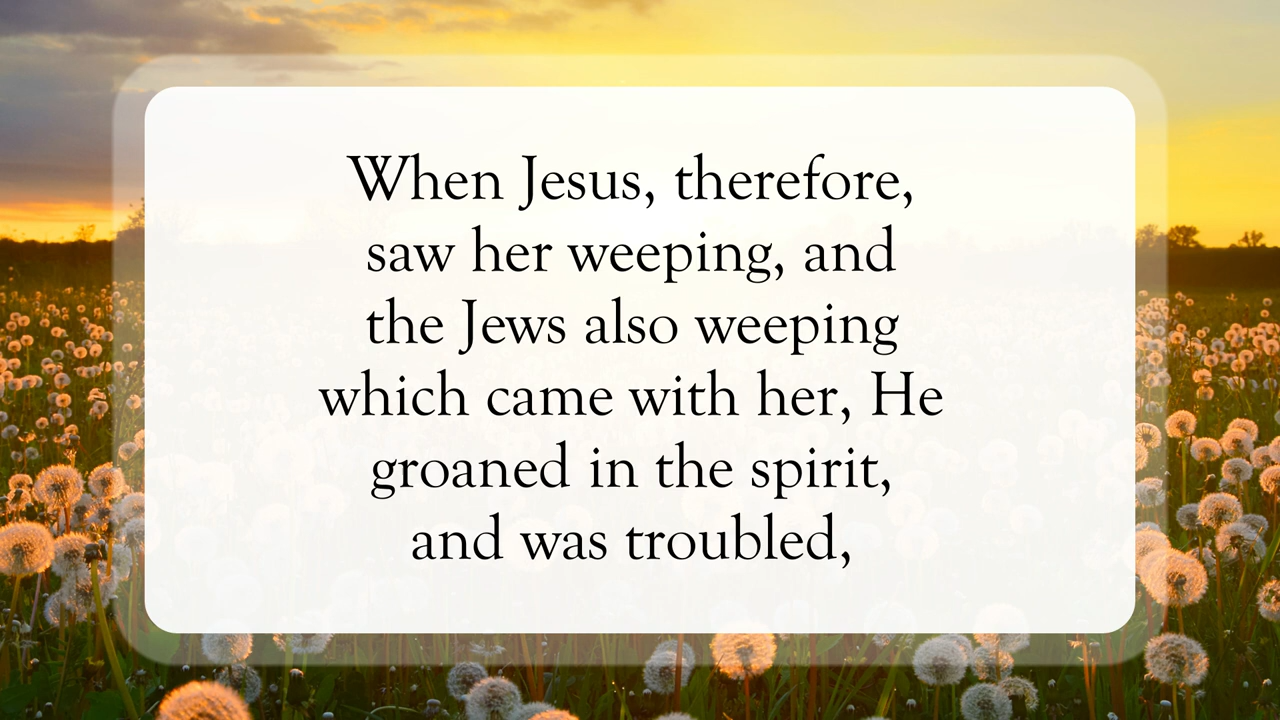 When Jesus, therefore,
saw her weeping, and
the Jews also weeping
which came with her, He
groaned in the spirit,
and was troubled,